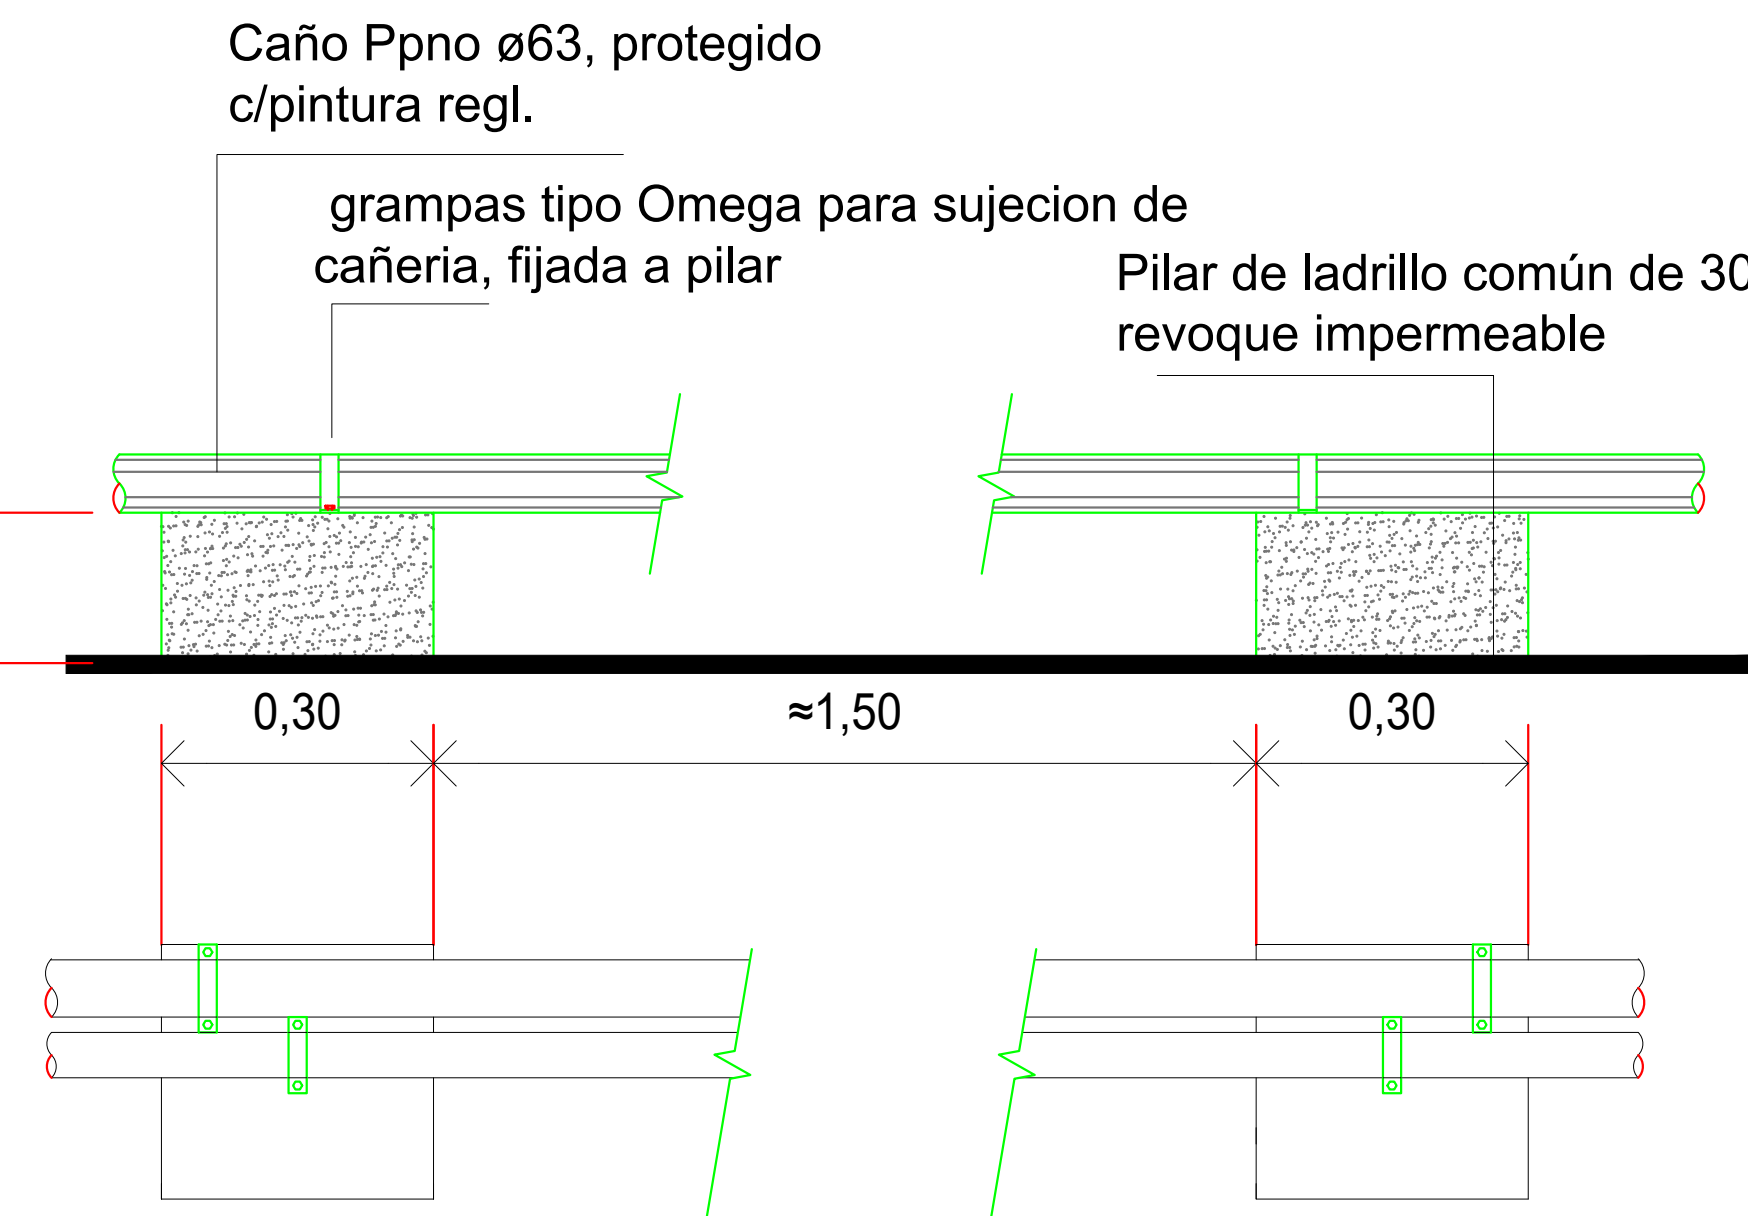 Caño Ppno ø63, protegido
c/pintura regl.
grampas tipo Omega para sujecion de
cañeria, fijada a pilar
Pilar de ladrillo común de 30
revoque impermeable
0,30
≈1,50
0,30